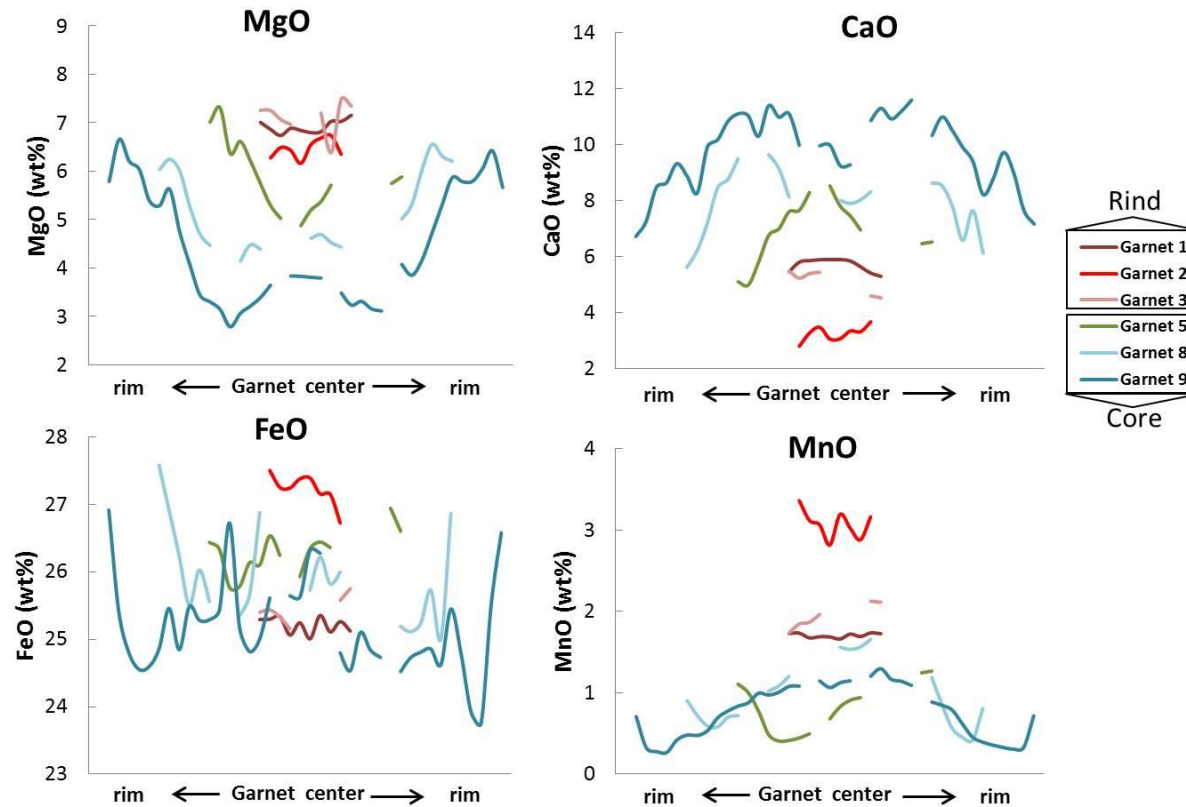 MgO
9
8
7
6
5
4
3
2
MgO (wt%)
rim
Garnet center
rim
CaO
14
12
10
8
6
4
2
CaO (wt%)
rim
Garnet center
rim
Rind
Garnet 1
Garnet 2
Garnet 3
Garnet 5
Garnet 8
Garnet 9
Core
FeO
28
27
26
25
24
23
FeO (wt%)
rim
Garnet center
rim
MnO
4
3
2
1
0
MnO (wt%)
rim
Garnet center
rim